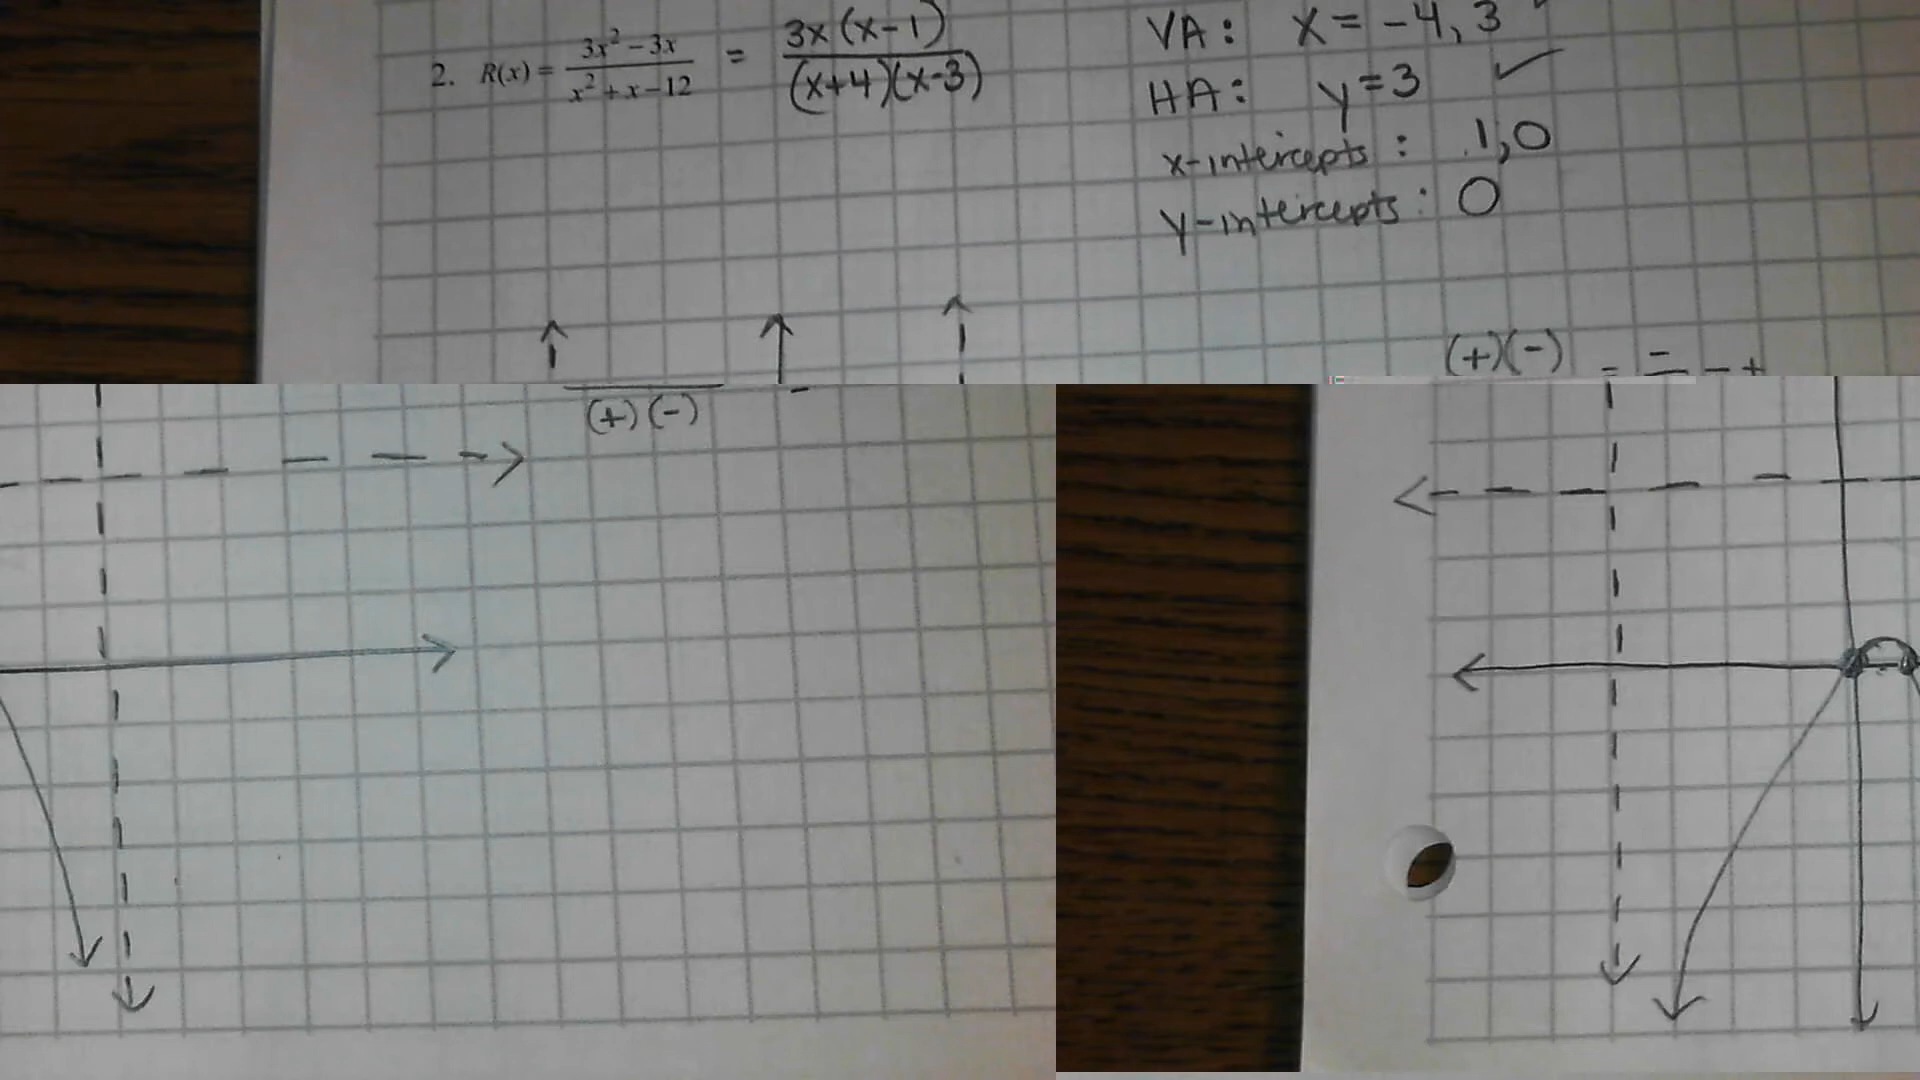 2. R(x) = 3x² - 3x / x² + x - 12 = 3x(x-1) / (x+4)(x-3)
VA: x = -4, 3
HA: y = 3 ✓
x-intercepts: 1,0
y-intercepts: 0
(+)(-)
(+)(-)